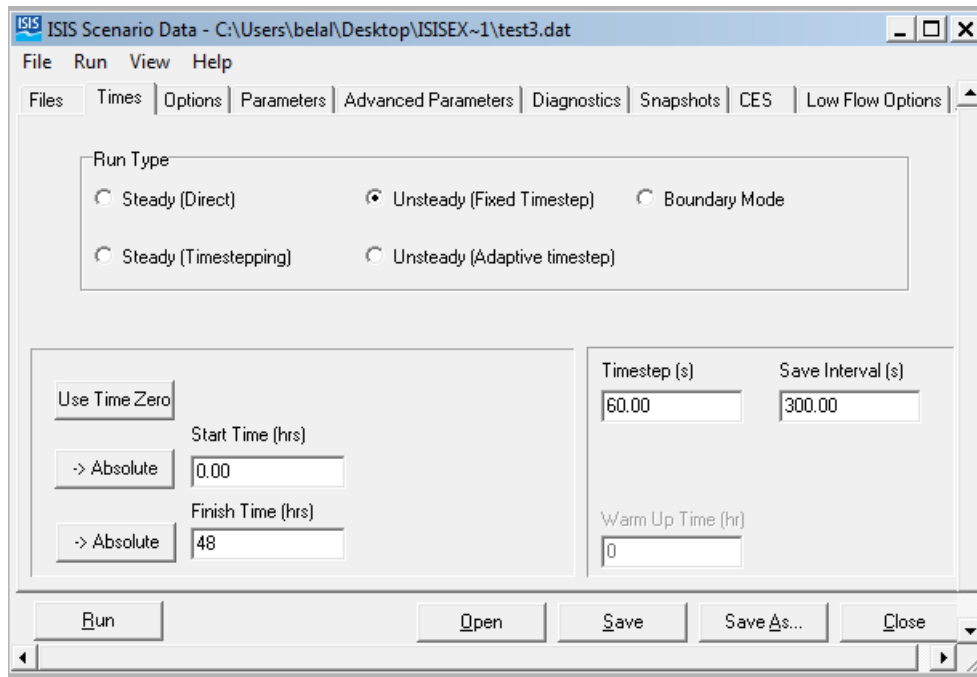 ISIS ISIS Scenario Data - C:\Users\belal\Desktop\ISISEX~1\test3.dat
File Run View Help
Files Times Options Parameters Advanced Parameters Diagnostics Snapshots CES Low Flow Options
Run Type
Steady (Direct) Unsteady (Fixed Timestep) Boundary Mode
Steady (Timestepping) Unsteady (Adaptive timestep)
Timestep (s) Save Interval (s)
Use Time Zero 60.00 300.00
Start Time (hrs)
-> Absolute 0.00
Finish Time (hrs) Warm Up Time (hr)
-> Absolute 48 0
Run Open Save Save As... Close